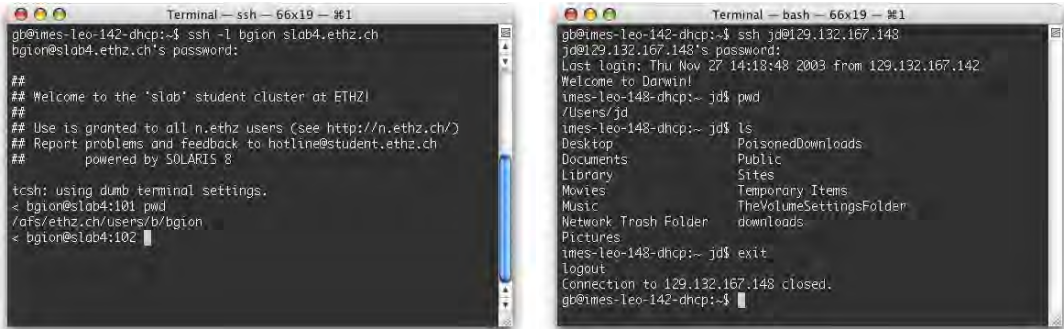 Terminal — ssh — 66x19 — ⌘1
gb@imes-leo-142-dhcp:~$ ssh -l bgion slab4.ethz.ch
bgion@slab4.ethz.ch's password:
##
## Welcome to the 'slab' student cluster at ETHZ!
##
## Use is granted to all n.ethz users (see http://n.ethz.ch/)
## Report problems and feedback to hotline@student.ethz.ch
## powered by SOLARIS 8
tcsh: using dumb terminal settings.
< bgion@slab4:101 pwd
/afs/ethz.ch/users/b/bgion
< bgion@slab4:102
Terminal — bash — 66x19 — ⌘1
gb@imes-leo-142-dhcp:~$ ssh jd@129.132.167.148
jd@129.132.167.148's password:
Last login: Thu Nov 27 14:18:48 2003 from 129.132.167.142
Welcome to Darwin!
imes-leo-148-dhcp:~ jd$ pwd
/Users/jd
imes-leo-148-dhcp:~ jd$ ls
Desktop PoisonedDownloads
Documents Public
Library Sites
Movies Temporary Items
Music TheVolumeSettingsFolder
Network Trash Folder downloads
Pictures
imes-leo-148-dhcp:~ jd$ exit
logout
Connection to 129.132.167.148 closed.
gb@imes-leo-142-dhcp:~$